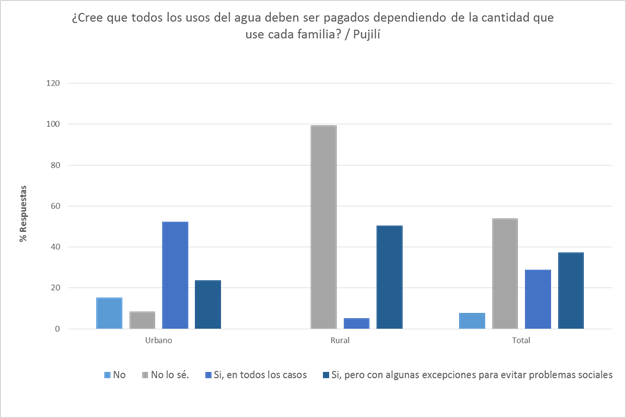 ¿Cree que todos los usos del agua deben ser pagados dependiendo de la cantidad que
use cada familia? / Pujilí
120
100
80
60
40
20
0
% Respuestas
Urbano Rural Total
No No lo sé. Si, en todos los casos Si, pero con algunas excepciones para evitar problemas sociales